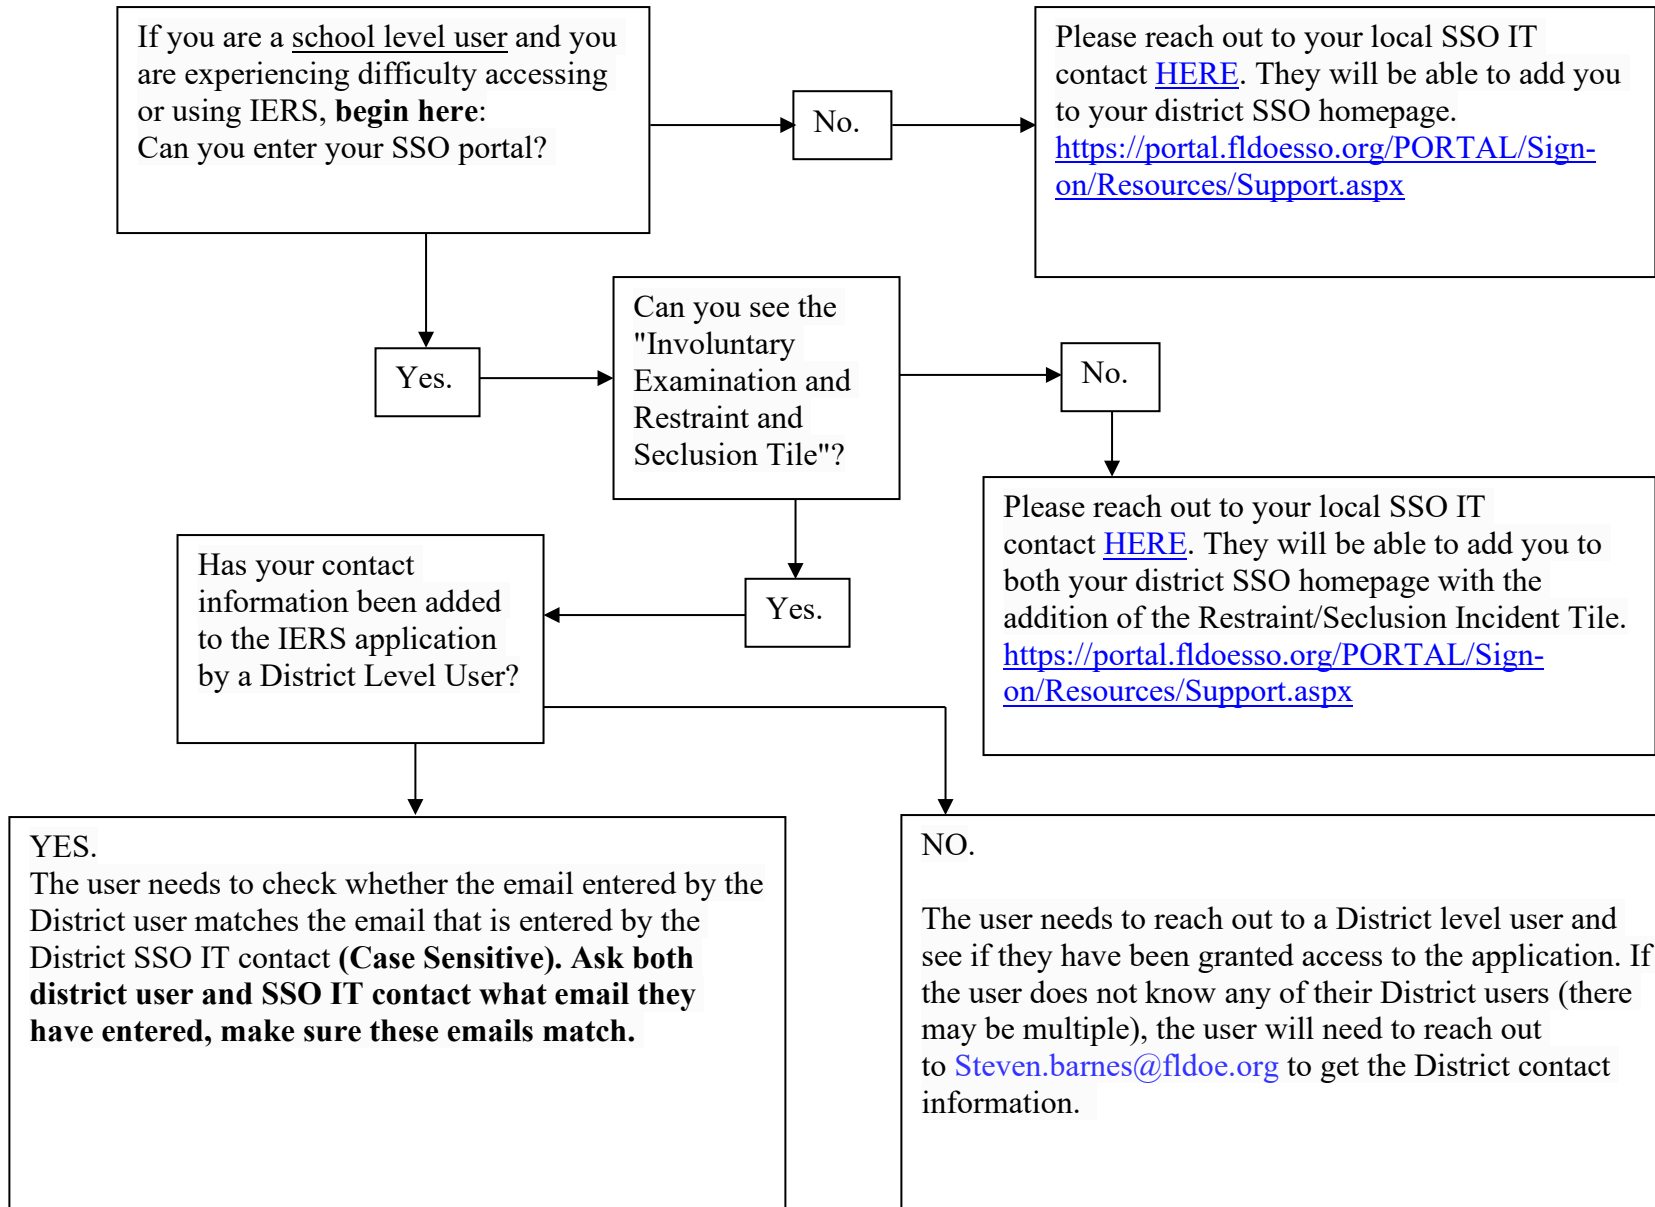 If you are a school level user and you
are experiencing difficulty accessing
or using IERS, begin here:
Can you enter your SSO portal?
No.
Please reach out to your local SSO IT
contact HERE. They will be able to add you
to your district SSO homepage.
https://portal.fldoesso.org/PORTAL/Sign-
on/Resources/Support.aspx
Yes.
Can you see the
"Involuntary
Examination and
Restraint and
Seclusion Tile"?
No.
Please reach out to your local SSO IT
contact HERE. They will be able to add you to
both your district SSO homepage with the
addition of the Restraint/Seclusion Incident Tile.
https://portal.fldoesso.org/PORTAL/Sign-
on/Resources/Support.aspx
Yes.
Has your contact
information been added
to the IERS application
by a District Level User?
YES.
The user needs to check whether the email entered by the
District user matches the email that is entered by the
District SSO IT contact (Case Sensitive). Ask both
district user and SSO IT contact what email they
have entered, make sure these emails match.
NO.
The user needs to reach out to a District level user and
see if they have been granted access to the application. If
the user does not know any of their District users (there
may be multiple), the user will need to reach out
to Steven.barnes@fldoe.org to get the District contact
information.